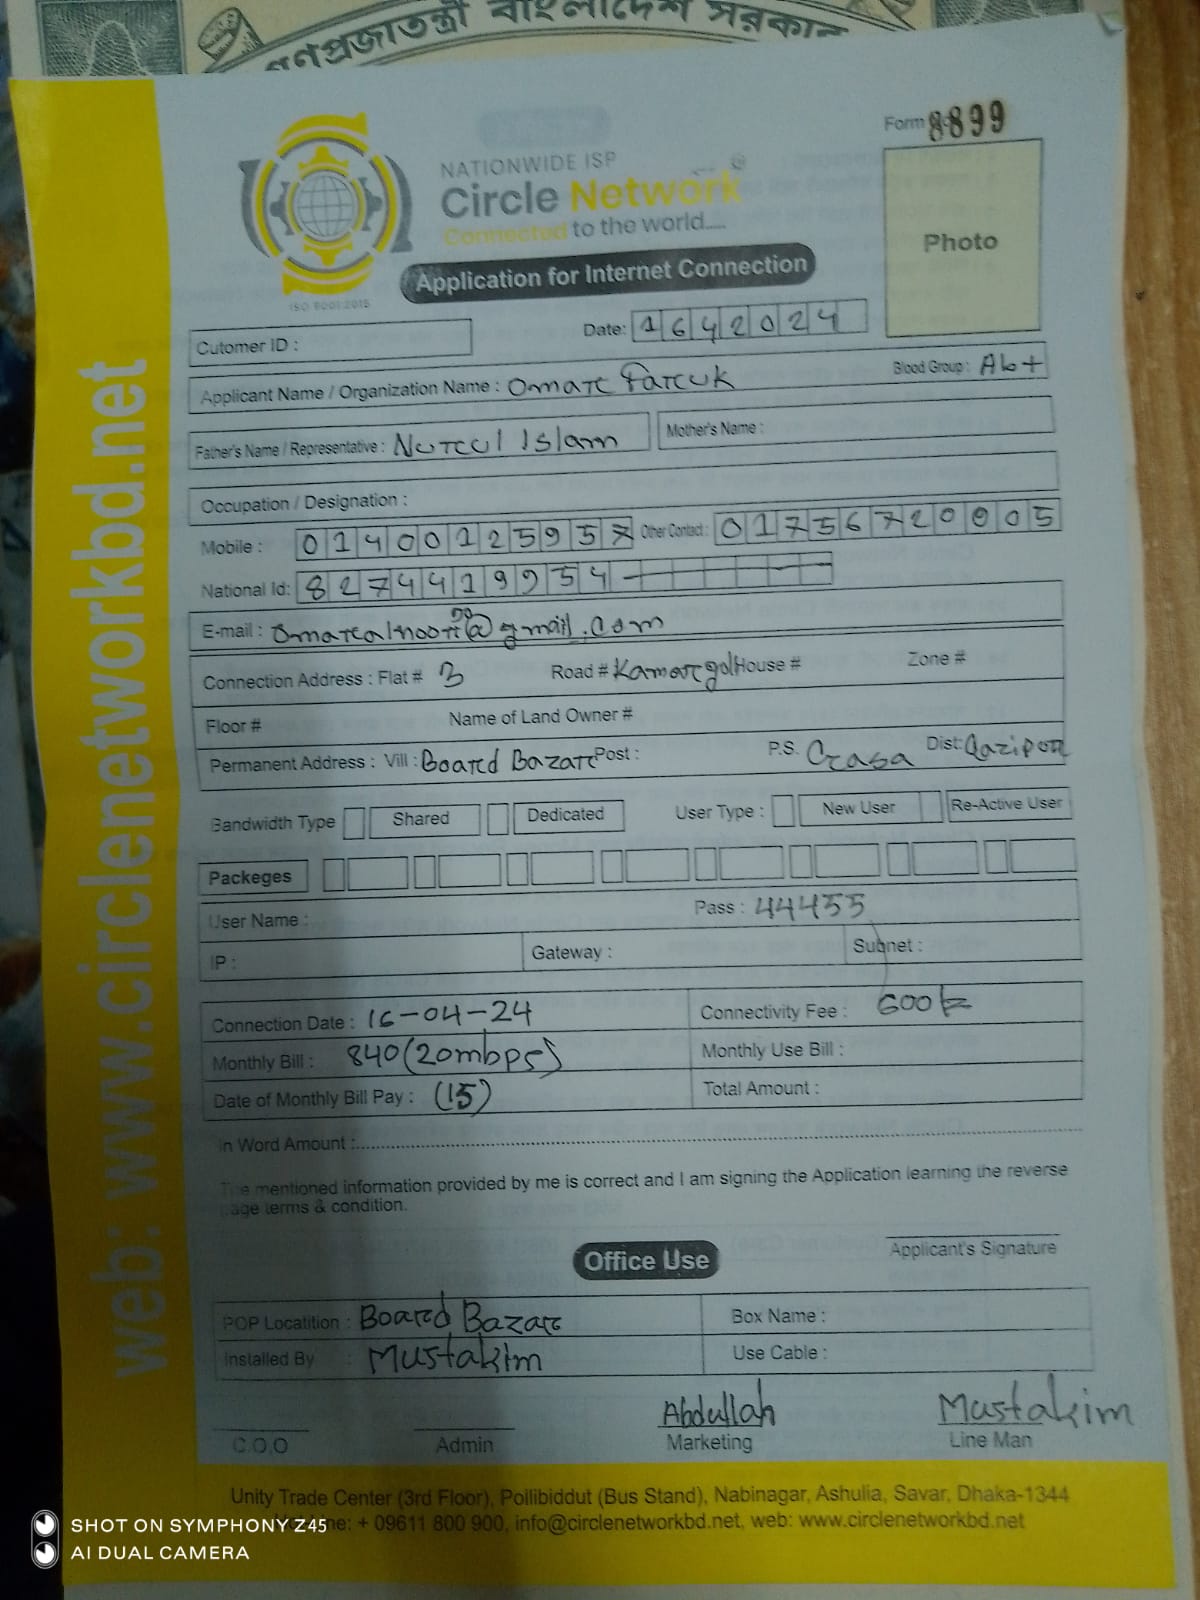 গণপ্রজাতন্ত্রী বাংলাদেশ সরকার
Form 8899
NATIONWIDE ISP
Circle Network
Connected to the world....
ISO 9001:2015
Photo
Application for Internet Connection
Cutomer ID :
Date: 1642024
Applicant Name / Organization Name : Omar Faruk Blood Group : Ab+
Father's Name / Representative : Nurul Islam Mother's Name :
Occupation / Designation :
Mobile : 01400125957 Other Contact : 01756720905
National Id: 8274419954
E-mail : @gmail.com
Connection Address : Flat # 3 Road # House # Zone #
Floor # Name of Land Owner #
Permanent Address : Vill : Board Bazar Post : P.S. Dist: Gazipur
Bandwidth Type Shared Dedicated User Type : New User Re-Active User
Packeges
User Name : Pass : 44455
IP : Gateway : Subnet :
Connection Date : 16-04-24 Connectivity Fee :
Monthly Bill : 840 (20mbps) Monthly Use Bill :
Date of Monthly Bill Pay : (15) Total Amount :
In Word Amount :
The mentioned information provided by me is correct and I am signing the Application learning the reverse
page terms & condition.
Applicant's Signature
Office Use
POP Locatition : Board Bazar Box Name :
Installed By : Mustakim Use Cable :
Abdullah Mustakim
C.O.O Admin Marketing Line Man
Unity Trade Center (3rd Floor), Pollibiddut (Bus Stand), Nabinagar, Ashulia, Savar, Dhaka-1344
+ 09611 800 900, info@circlenetworkbd.net, web: www.circlenetworkbd.net
web: www.circlenetworkbd.net
SHOT ON SYMPHONY Z45
AI DUAL CAMERA